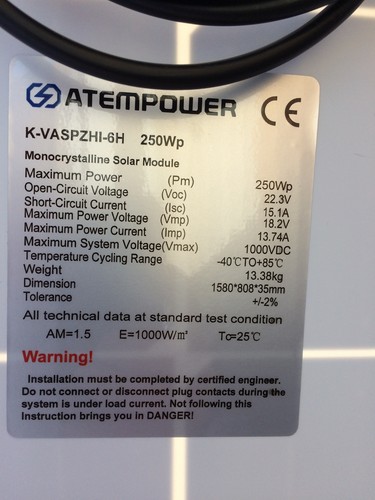 ATEMPOWER CE
K-VASPZHI-6H 250Wp
Monocrystalline Solar Module
Maximum Power (Pm) 250Wp
Open-Circuit Voltage (Voc) 22.3V
Short-Circuit Current (Isc) 15.1A
Maximum Power Voltage (Vmp) 18.2V
Maximum Power Current (Imp) 13.74A
Maximum System Voltage(Vmax) 1000VDC
Temperature Cycling Range -40℃TO+85℃
Weight 13.38kg
Dimension 1580*808*35mm
Tolerance +/-2%
All technical data at standard test condition
AM=1.5 E=1000W/㎡ Tc=25℃
Warning!
Installation must be completed by certified engineer.
Do not connect or disconnect plug contacts during the
system is under load current. Not following this
Instruction brings you in DANGER!